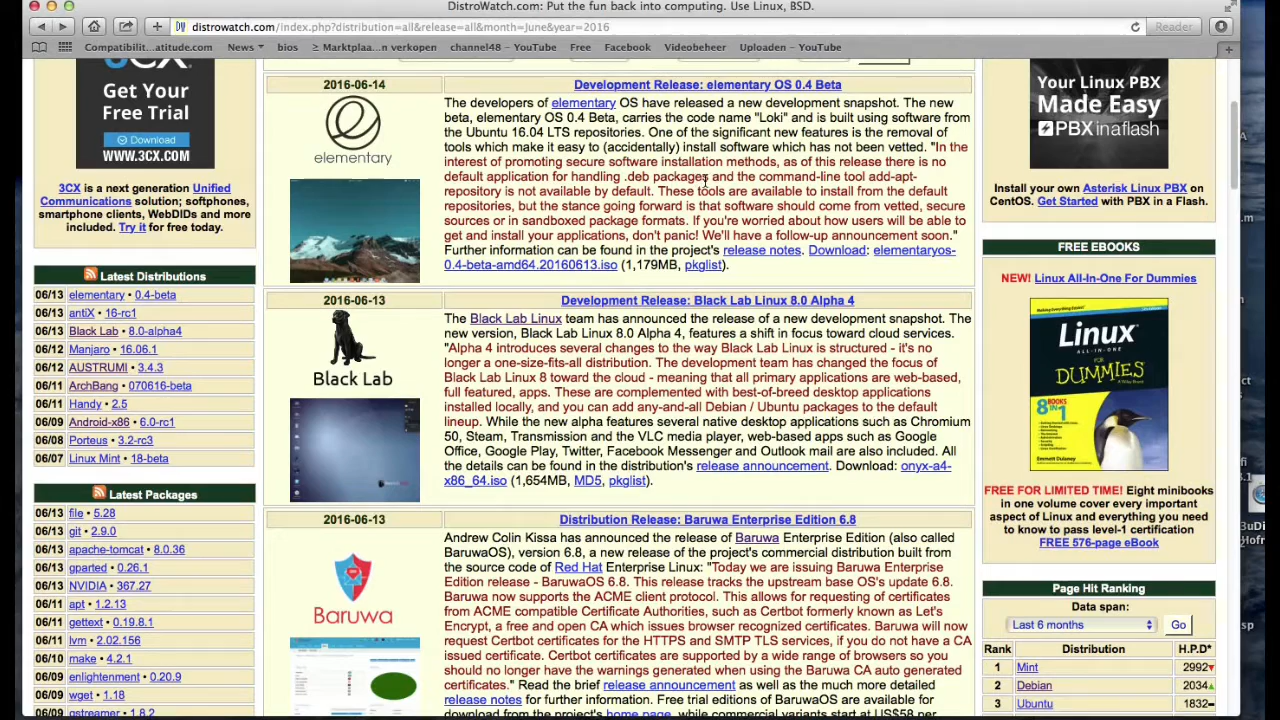 DistroWatch.com: Put the fun back into computing. Use Linux, BSD.
distrowatch.com/index.php?distribution=all&release=all&month=June&year=2016
Reader
Compatibilit...atitude.com News bios ≥ Marktplaa...n verkopen channel48 – YouTube Free Facebook Videobeheer Uploaden – YouTube
Get Your
Free Trial
Download
WWW.3CX.COM
3CX is a next generation Unified
Communications solution; softphones,
smartphone clients, WebDIDs and more
included. Try it for free today.
Latest Distributions
06/13 elementary • 0.4-beta
06/13 antiX • 16-rc1
06/13 Black Lab • 8.0-alpha4
06/12 Manjaro • 16.06.1
06/12 AUSTRUMI • 3.4.3
06/11 ArchBang • 070616-beta
06/11 Handy • 2.5
06/09 Android-x86 • 6.0-rc1
06/08 Porteus • 3.2-rc3
06/07 Linux Mint • 18-beta
Latest Packages
06/13 file • 5.28
06/13 git • 2.9.0
06/13 apache-tomcat • 8.0.36
06/13 gparted • 0.26.1
06/13 NVIDIA • 367.27
06/11 apt • 1.2.13
06/11 gettext • 0.19.8.1
06/11 lvm • 2.02.156
06/10 make • 4.2.1
06/09 enlightenment • 0.20.9
06/09 wget • 1.18
06/09 gstreamer • 1.8.2
2016-06-14
Development Release: elementary OS 0.4 Beta
elementary
The developers of elementary OS have released a new development snapshot. The new
beta, elementary OS 0.4 Beta, carries the code name "Loki" and is built using software from
the Ubuntu 16.04 LTS repositories. One of the significant new features is the removal of
tools which make it easy to (accidentally) install software which has not been vetted. "In the
interest of promoting secure software installation methods, as of this release there is no
default application for handling .deb packages and the command-line tool add-apt-
repository is not available by default. These tools are available to install from the default
repositories, but the stance going forward is that software should come from vetted, secure
sources or in sandboxed package formats. If you're worried about how users will be able to
get and install your applications, don't panic! We'll have a follow-up announcement soon."
Further information can be found in the project's release notes. Download: elementaryos-
0.4-beta-amd64.20160613.iso (1,179MB, pkglist).
2016-06-13
Development Release: Black Lab Linux 8.0 Alpha 4
Black Lab
The Black Lab Linux team has announced the release of a new development snapshot. The
new version, Black Lab Linux 8.0 Alpha 4, features a shift in focus toward cloud services.
"Alpha 4 introduces several changes to the way Black Lab Linux is structured - it's no
longer a one-size-fits-all distribution. The development team has changed the focus of
Black Lab Linux 8 toward the cloud - meaning that all primary applications are web-based,
full featured, apps. These are complemented with best-of-breed desktop applications
installed locally, and you can add any-and-all Debian / Ubuntu packages to the default
lineup. While the new alpha features several native desktop applications such as Chromium
50, Steam, Transmission and the VLC media player, web-based apps such as Google
Office, Google Play, Twitter, Facebook Messenger and Outlook mail are also included. All
the details can be found in the distribution's release announcement. Download: onyx-a4-
x86_64.iso (1,654MB, MD5, pkglist).
2016-06-13
Distribution Release: Baruwa Enterprise Edition 6.8
Baruwa
Andrew Colin Kissa has announced the release of Baruwa Enterprise Edition (also called
BaruwaOS), version 6.8, a new release of the project's commercial distribution built from
the source code of Red Hat Enterprise Linux: "Today we are issuing Baruwa Enterprise
Edition release - BaruwaOS 6.8. This release tracks the upstream base OS's update 6.8.
Baruwa now supports the ACME client protocol. This allows for requesting of certificates
from ACME compatible Certificate Authorities, such as Certbot formerly known as Let's
Encrypt, a free and open CA which issues browser recognized certificates. Baruwa will now
request Certbot certificates for the HTTPS and SMTP TLS services, if you do not have a CA
issued certificate. Certbot certificates are supported by a wide range of browsers so you
should no longer have the warnings generated when using the Baruwa CA auto generated
certificates." Read the brief release announcement as well as the much more detailed
release notes for further information. Free trial editions of BaruwaOS are available for
download from the project's home page, while commercial variants start at US$58 per
Your Linux PBX
Made Easy
PBX inaflash
Install your own Asterisk Linux PBX on
CentOS. Get Started with PBX in a Flash.
FREE EBOOKS
NEW! Linux All-In-One For Dummies
Linux
ALL-IN-ONE
FOR
DUMMIES
8 BOOKS
IN 1
Emmett Dulaney
FREE FOR LIMITED TIME! Eight minibooks
in one volume cover every important
aspect of Linux and everything you need
to know to pass level-1 certification
FREE 576-page eBook
Page Hit Ranking
Data span:
Last 6 months Go
Rank Distribution H.P.D*
1 Mint 2992
2 Debian 2034
3 Ubuntu 1832